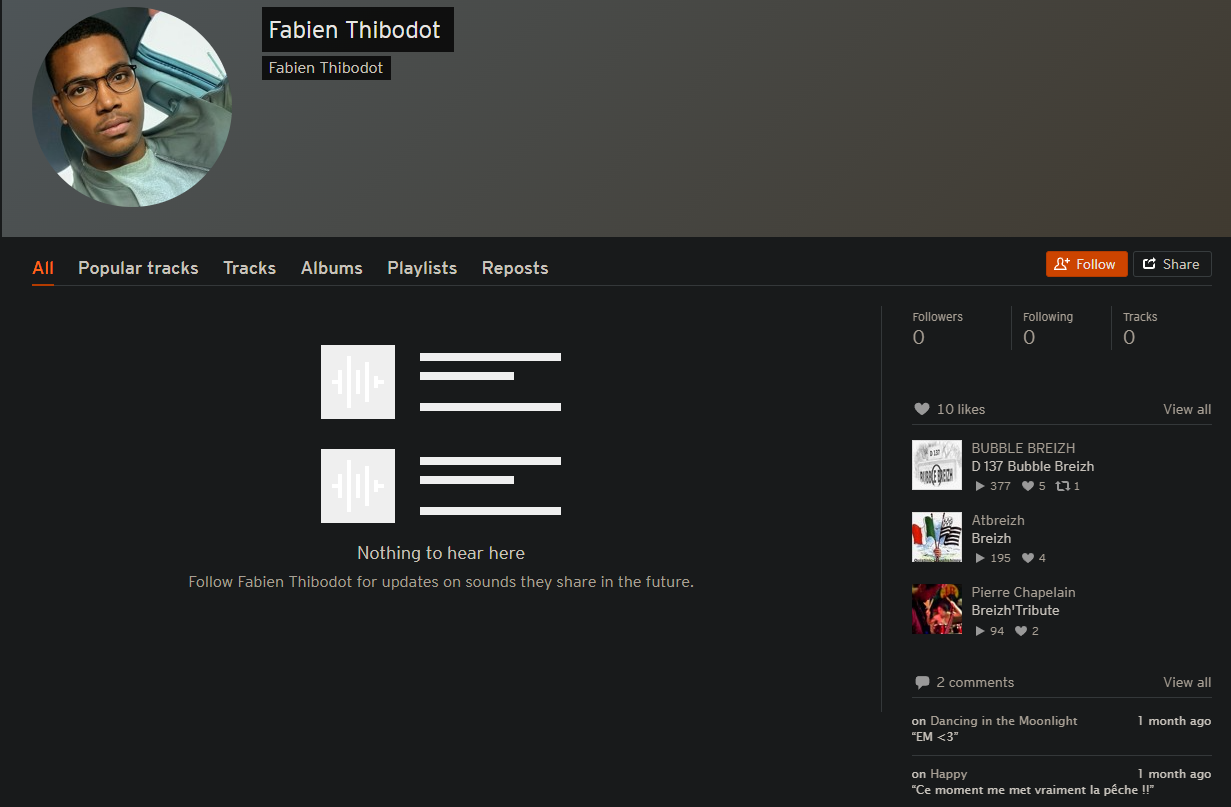 Fabien Thibodot
Fabien Thibodot
All Popular tracks Tracks Albums Playlists Reposts
Follow Share
Followers Following Tracks
0 0 0
Nothing to hear here
Follow Fabien Thibodot for updates on sounds they share in the future.
10 likes View all
D 137
BUBBLE BREIZH
BUBBLE BREIZH
D 137 Bubble Breizh
377 5 1
Atbreizh
Breizh
195 4
Pierre Chapelain
Breizh'Tribute
94 2
2 comments View all
on Dancing in the Moonlight 1 month ago
“EM <3”
on Happy 1 month ago
“Ce moment me met vraiment la pếche !!”